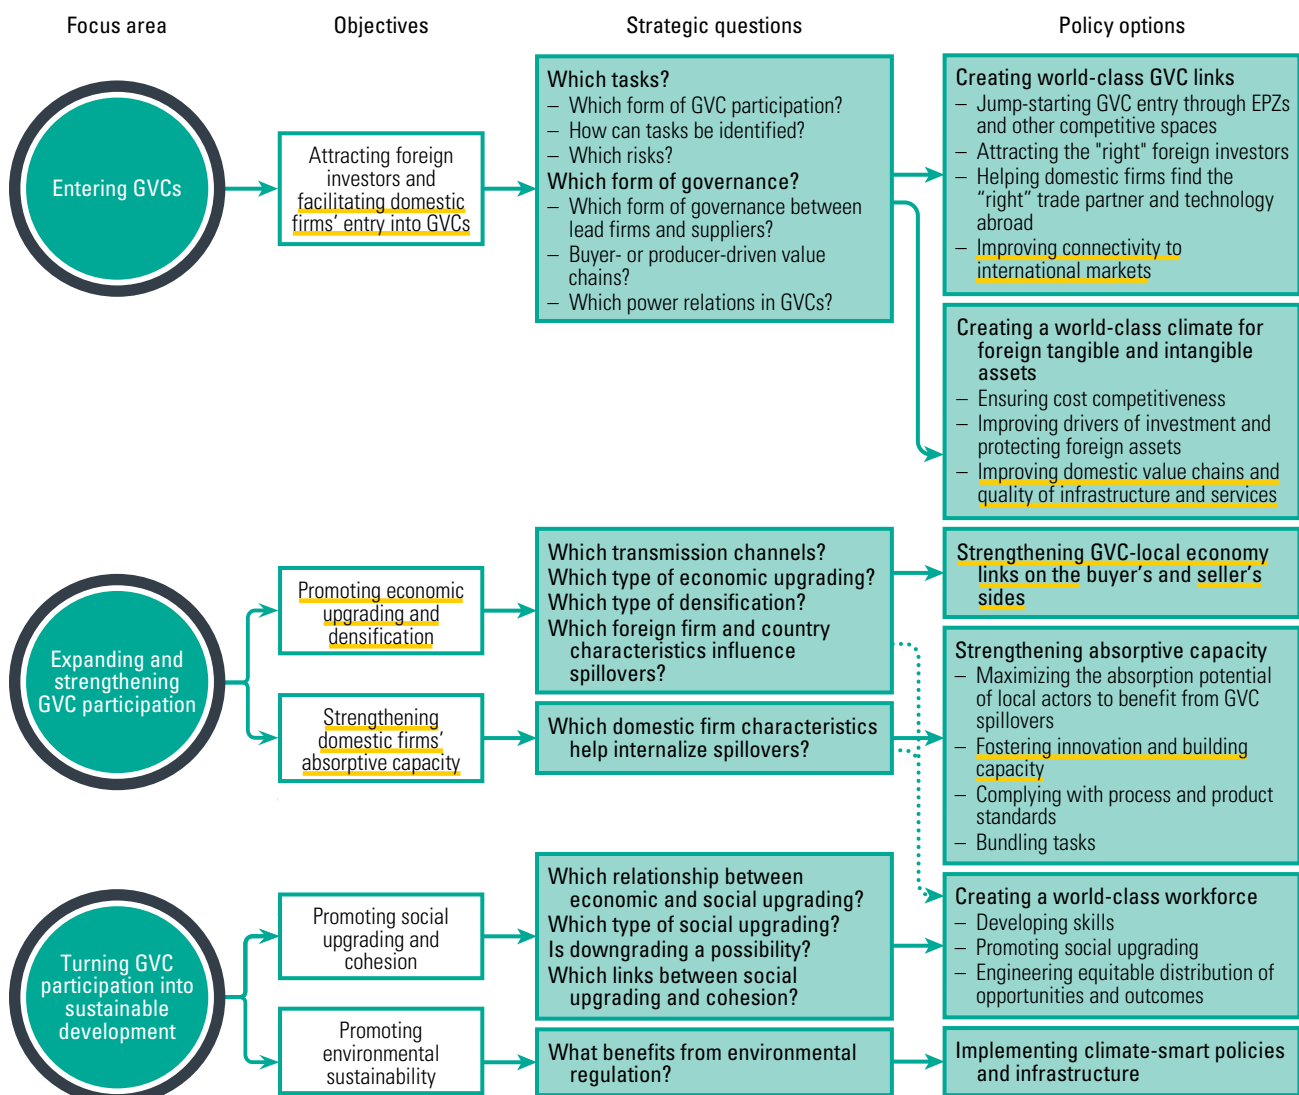 Focus area
Objectives
Strategic questions
Policy options
Entering GVCs
Attracting foreign
investors and
facilitating domestic
firms’ entry into GVCs
Which tasks?
– Which form of GVC participation?
– How can tasks be identified?
– Which risks?
Which form of governance?
– Which form of governance between
lead firms and suppliers?
– Buyer- or producer-driven value
chains?
– Which power relations in GVCs?
Creating world-class GVC links
– Jump-starting GVC entry through EPZs
and other competitive spaces
– Attracting the "right" foreign investors
– Helping domestic firms find the
“right” trade partner and technology
abroad
– Improving connectivity to
international markets
Creating a world-class climate for
foreign tangible and intangible
assets
– Ensuring cost competitiveness
– Improving drivers of investment and
protecting foreign assets
– Improving domestic value chains and
quality of infrastructure and services
Expanding and
strengthening
GVC participation
Promoting economic
upgrading and
densification
Strengthening
domestic firms’
absorptive capacity
Which transmission channels?
Which type of economic upgrading?
Which type of densification?
Which foreign firm and country
characteristics influence
spillovers?
Which domestic firm characteristics
help internalize spillovers?
Strengthening GVC-local economy
links on the buyer’s and seller’s
sides
Strengthening absorptive capacity
– Maximizing the absorption potential
of local actors to benefit from GVC
spillovers
– Fostering innovation and building
capacity
– Complying with process and product
standards
– Bundling tasks
Turning GVC
participation into
sustainable
development
Promoting social
upgrading and
cohesion
Promoting
environmental
sustainability
Which relationship between
economic and social upgrading?
Which type of social upgrading?
Is downgrading a possibility?
Which links between social
upgrading and cohesion?
What benefits from environmental
regulation?
Creating a world-class workforce
– Developing skills
– Promoting social upgrading
– Engineering equitable distribution of
opportunities and outcomes
Implementing climate-smart policies
and infrastructure